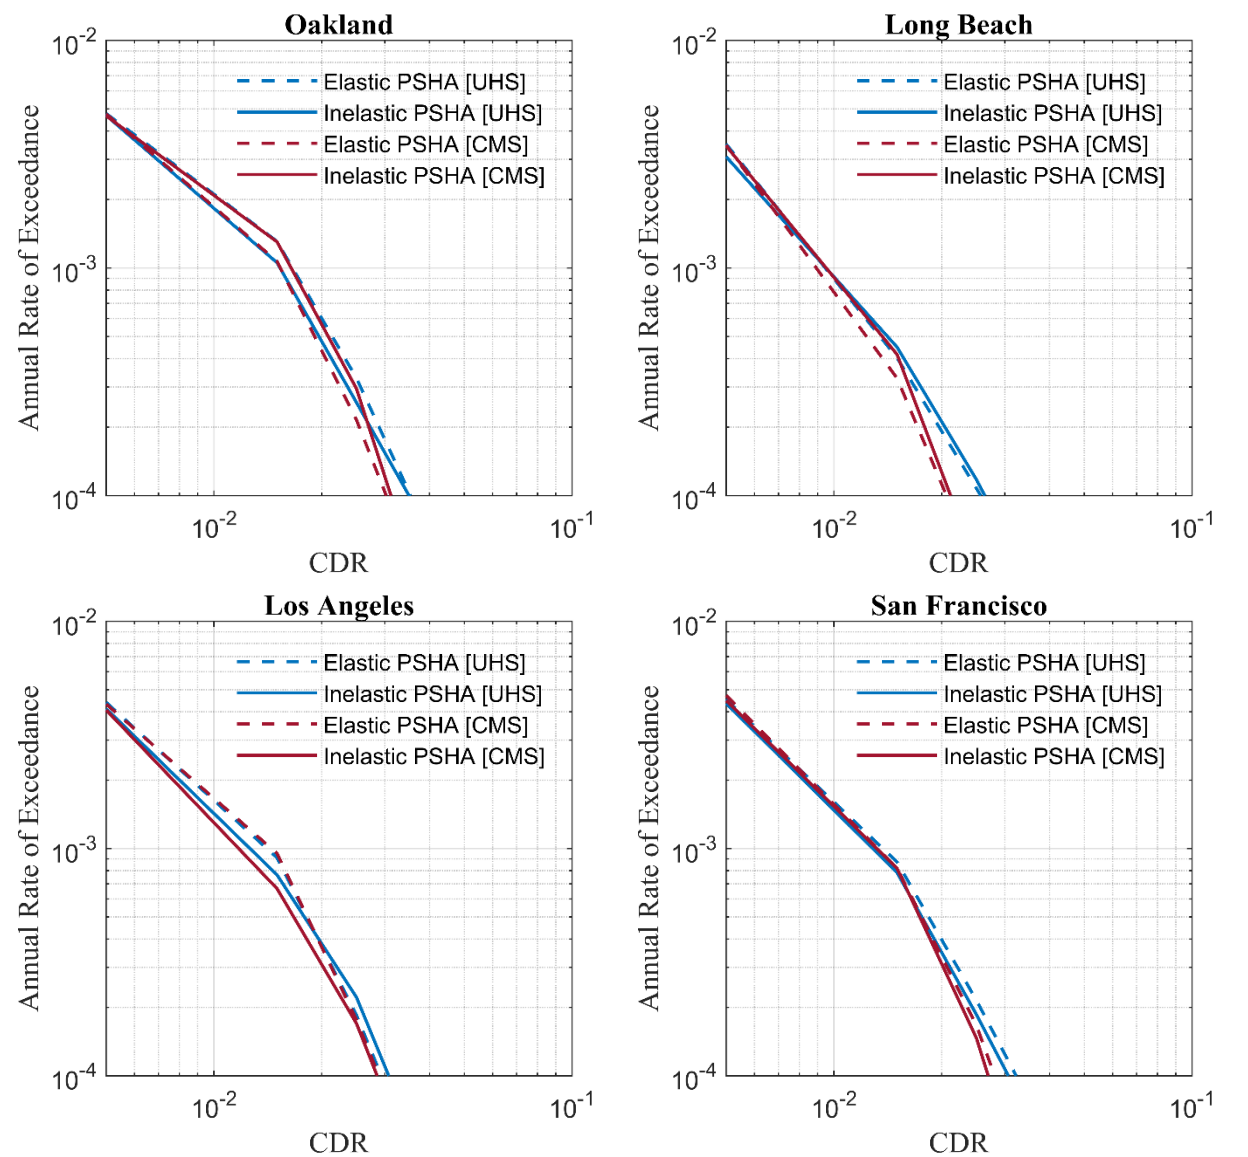 Oakland
10-2
Elastic PSHA [UHS]
Inelastic PSHA [UHS]
Elastic PSHA [CMS]
Inelastic PSHA [CMS]
Annual Rate of Exceedance
10-3
10-4
10-2
10-1
CDR
Long Beach
10-2
Elastic PSHA [UHS]
Inelastic PSHA [UHS]
Elastic PSHA [CMS]
Inelastic PSHA [CMS]
Annual Rate of Exceedance
10-3
10-4
10-2
10-1
CDR
Los Angeles
10-2
Elastic PSHA [UHS]
Inelastic PSHA [UHS]
Elastic PSHA [CMS]
Inelastic PSHA [CMS]
Annual Rate of Exceedance
10-3
10-4
10-2
10-1
CDR
San Francisco
10-2
Elastic PSHA [UHS]
Inelastic PSHA [UHS]
Elastic PSHA [CMS]
Inelastic PSHA [CMS]
Annual Rate of Exceedance
10-3
10-4
10-2
10-1
CDR